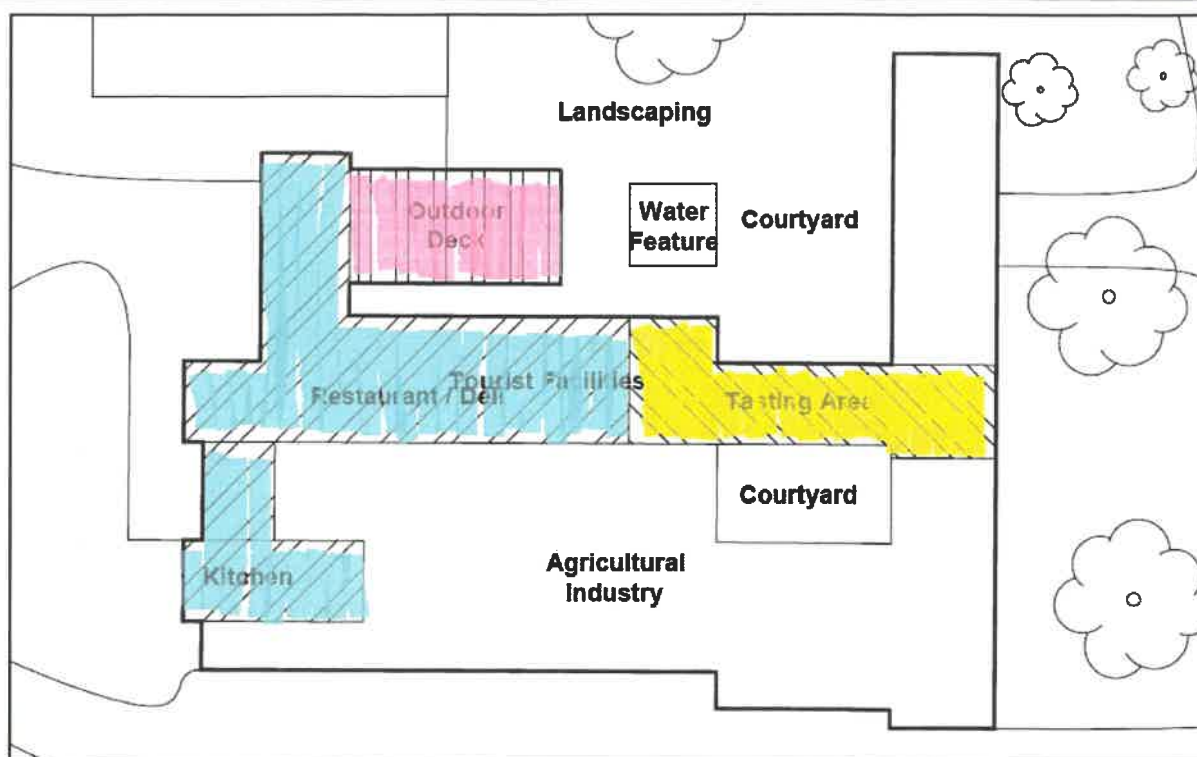 Landscaping
Outdoor
Deck
Water
Feature
Courtyard
Tourist Facilities
Restaurant / Deli
Tasting Area
Courtyard
Kitchen
Agricultural
Industry